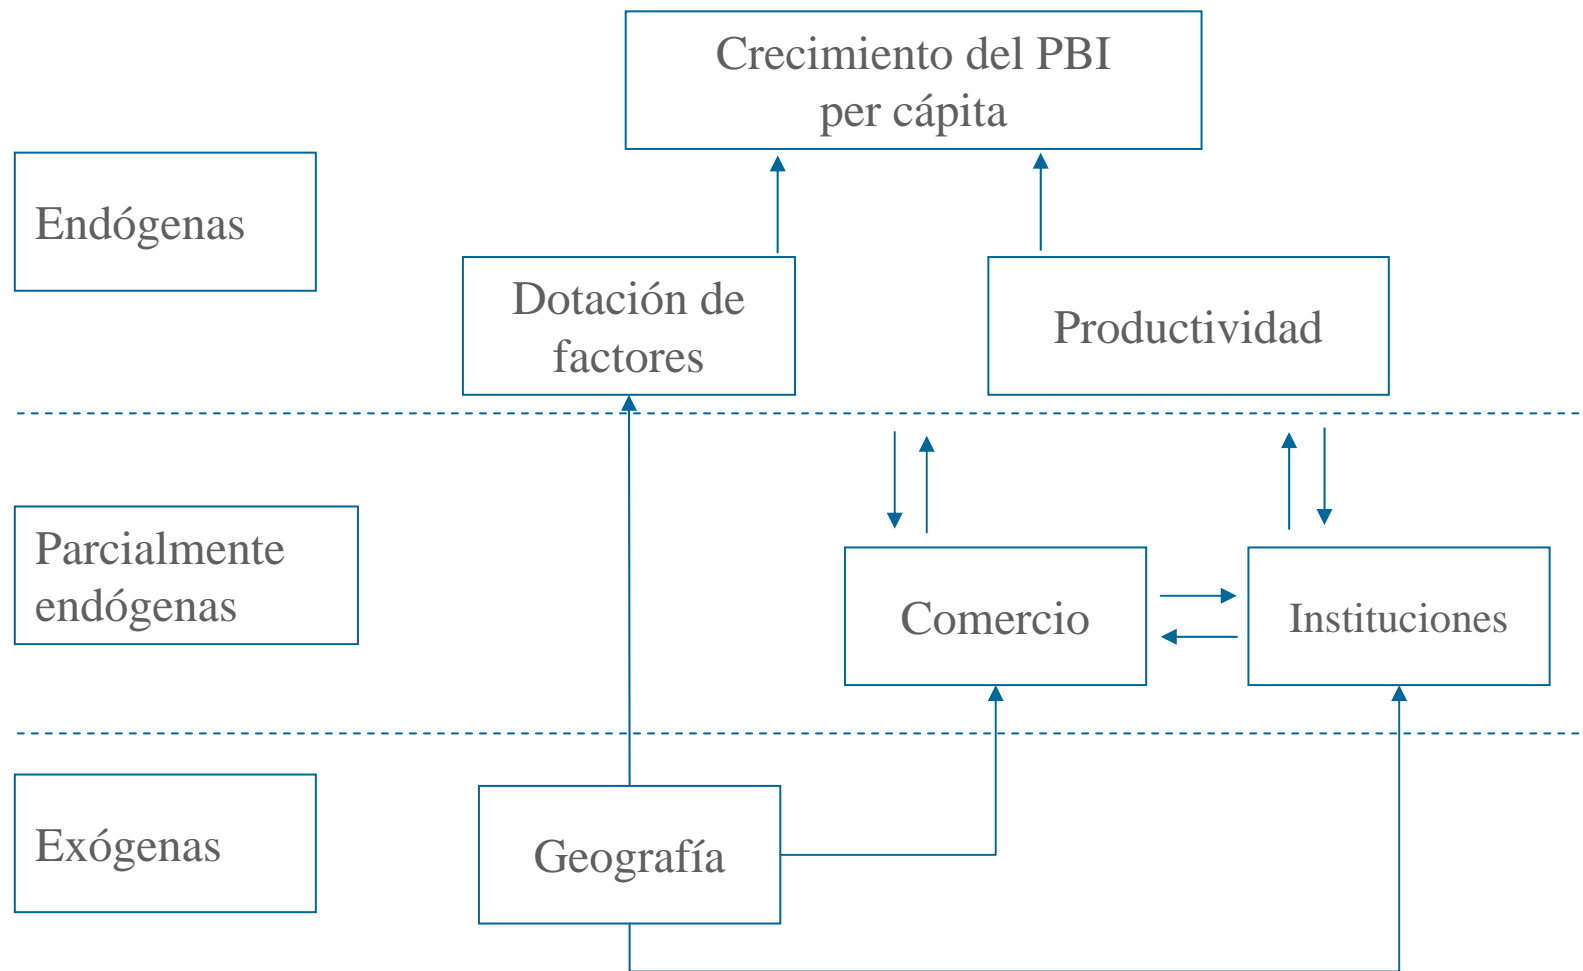 Crecimiento del PBI
per cápita
Endógenas
Dotación de
factores
Productividad
Parcialmente
endógenas
Comercio
Instituciones
Exógenas
Geografía